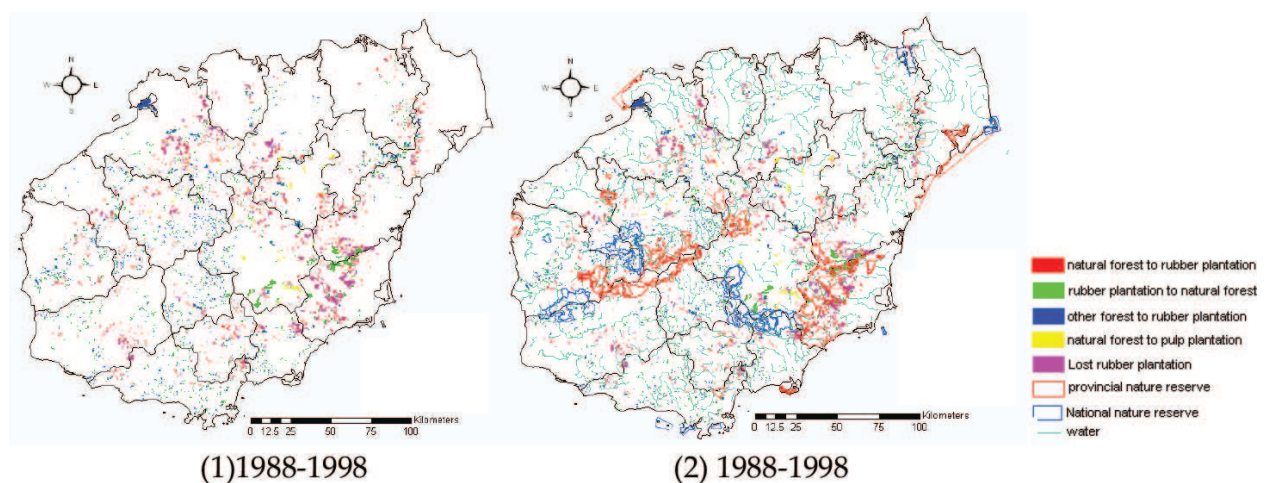 N
W E
S
N
W E
S
natural forest to rubber plantation
rubber plantation to natural forest
other forest to rubber plantation
natural forest to pulp plantation
Lost rubber plantation
provincial nature reserve
National nature reserve
water
Kilometers
0 12.5 25 50 75 100
Kilometers
0 12.5 25 50 75 100
(1)1988-1998
(2) 1988-1998